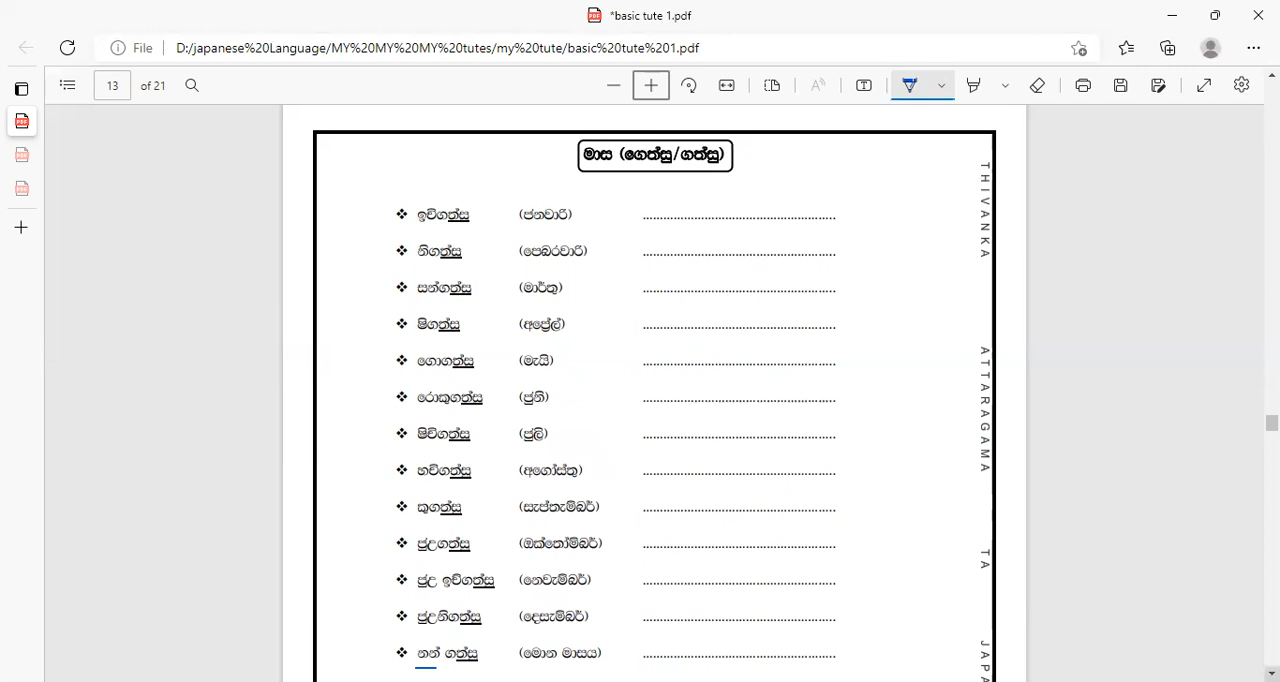 *basic tute 1.pdf
File D:/japanese%20Language/MY%20MY%20MY%20tutes/my%20tute/basic%20tute%201.pdf
13 of 21
මාස (ගෙත්සු/ගත්සු)
ඉචිගත්සු (ජනවාරි) ........................................................
නිගත්සු (පෙබරවාරි) ........................................................
සන්ගත්සු (මාර්තු) ........................................................
ෂිගත්සු (අප්‍රේල්) ........................................................
ගොගත්සු (මැයි) ........................................................
රොකුගත්සු (ජුනි) ........................................................
ෂිචිගත්සු (ජුලි) ........................................................
හචිගත්සු (අගෝස්තු) ........................................................
කුගත්සු (සැප්තැම්බර්) ........................................................
ජුඋගත්සු (ඔක්තෝම්බර්) ........................................................
ජුඋ ඉචිගත්සු (නෙවැම්බර්) ........................................................
ජුඋනිගත්සු (දෙසැම්බර්) ........................................................
නන් ගත්සු (මොන මාසය) ........................................................
THIVANKA
ATTARAGAMA
TA
JAPA